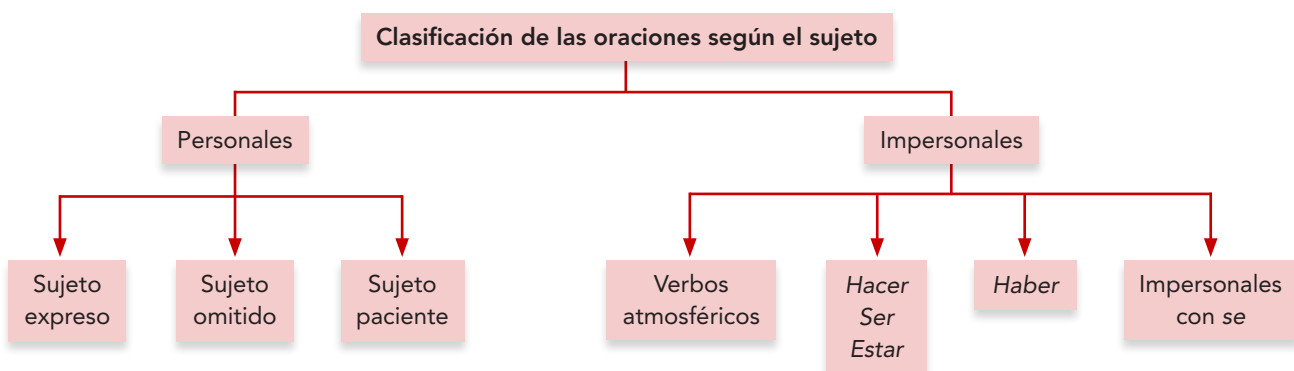 Clasificación de las oraciones según el sujeto
Personales
Impersonales
Sujeto
expreso
Sujeto
omitido
Sujeto
paciente
Verbos
atmosféricos
Hacer
Ser
Estar
Haber
Impersonales
con se